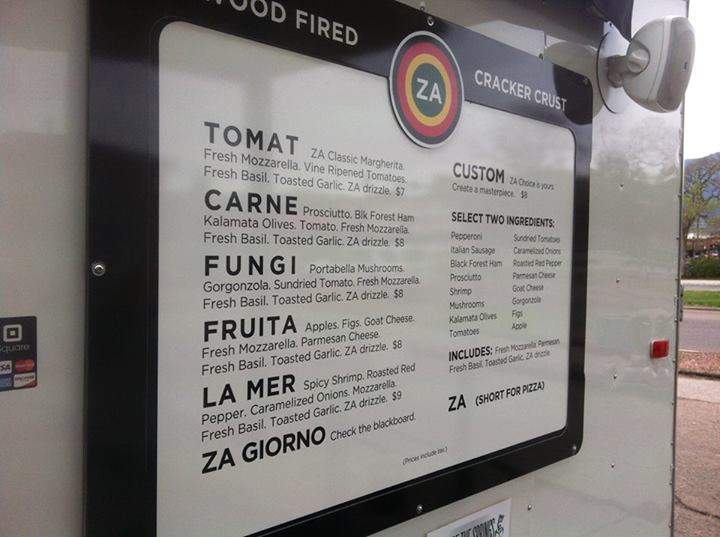 WOOD FIRED
ZA
CRACKER CRUST
TOMAT ZA Classic Margherita.
Fresh Mozzarella. Vine Ripened Tomatoes.
Fresh Basil. Toasted Garlic. ZA drizzle. $7
CARNE Prosciutto. Blk Forest Ham
Kalamata Olives. Tomato. Fresh Mozzarella.
Fresh Basil. Toasted Garlic. ZA drizzle. $8
FUNGI Portabella Mushrooms.
Gorgonzola. Sundried Tomato. Fresh Mozzarella.
Fresh Basil. Toasted Garlic. ZA drizzle. $8
FRUITA Apples. Figs. Goat Cheese.
Fresh Mozzarella. Parmesan Cheese.
Fresh Basil. Toasted Garlic. ZA drizzle. $8
LA MER Spicy Shrimp. Roasted Red
Pepper. Caramelized Onions. Mozzarella.
Fresh Basil. Toasted Garlic. ZA drizzle. $9
ZA GIORNO Check the blackboard.
CUSTOM ZA Choice is yours.
Create a masterpiece. $8
SELECT TWO INGREDIENTS:
Pepperoni
Italian Sausage
Black Forest Ham
Prosciutto
Shrimp
Mushrooms
Kalamata Olives
Tomatoes
Sundried Tomatoes
Caramelized Onions
Roasted Red Pepper
Parmesan Cheese
Goat Cheese
Gorgonzola
Figs
Apple
INCLUDES: Fresh Mozzarella. Parmesan.
Fresh Basil. Toasted Garlic. ZA drizzle
ZA (SHORT FOR PIZZA)
(Prices include tax.)
Square
VISA
THE SPRINGS